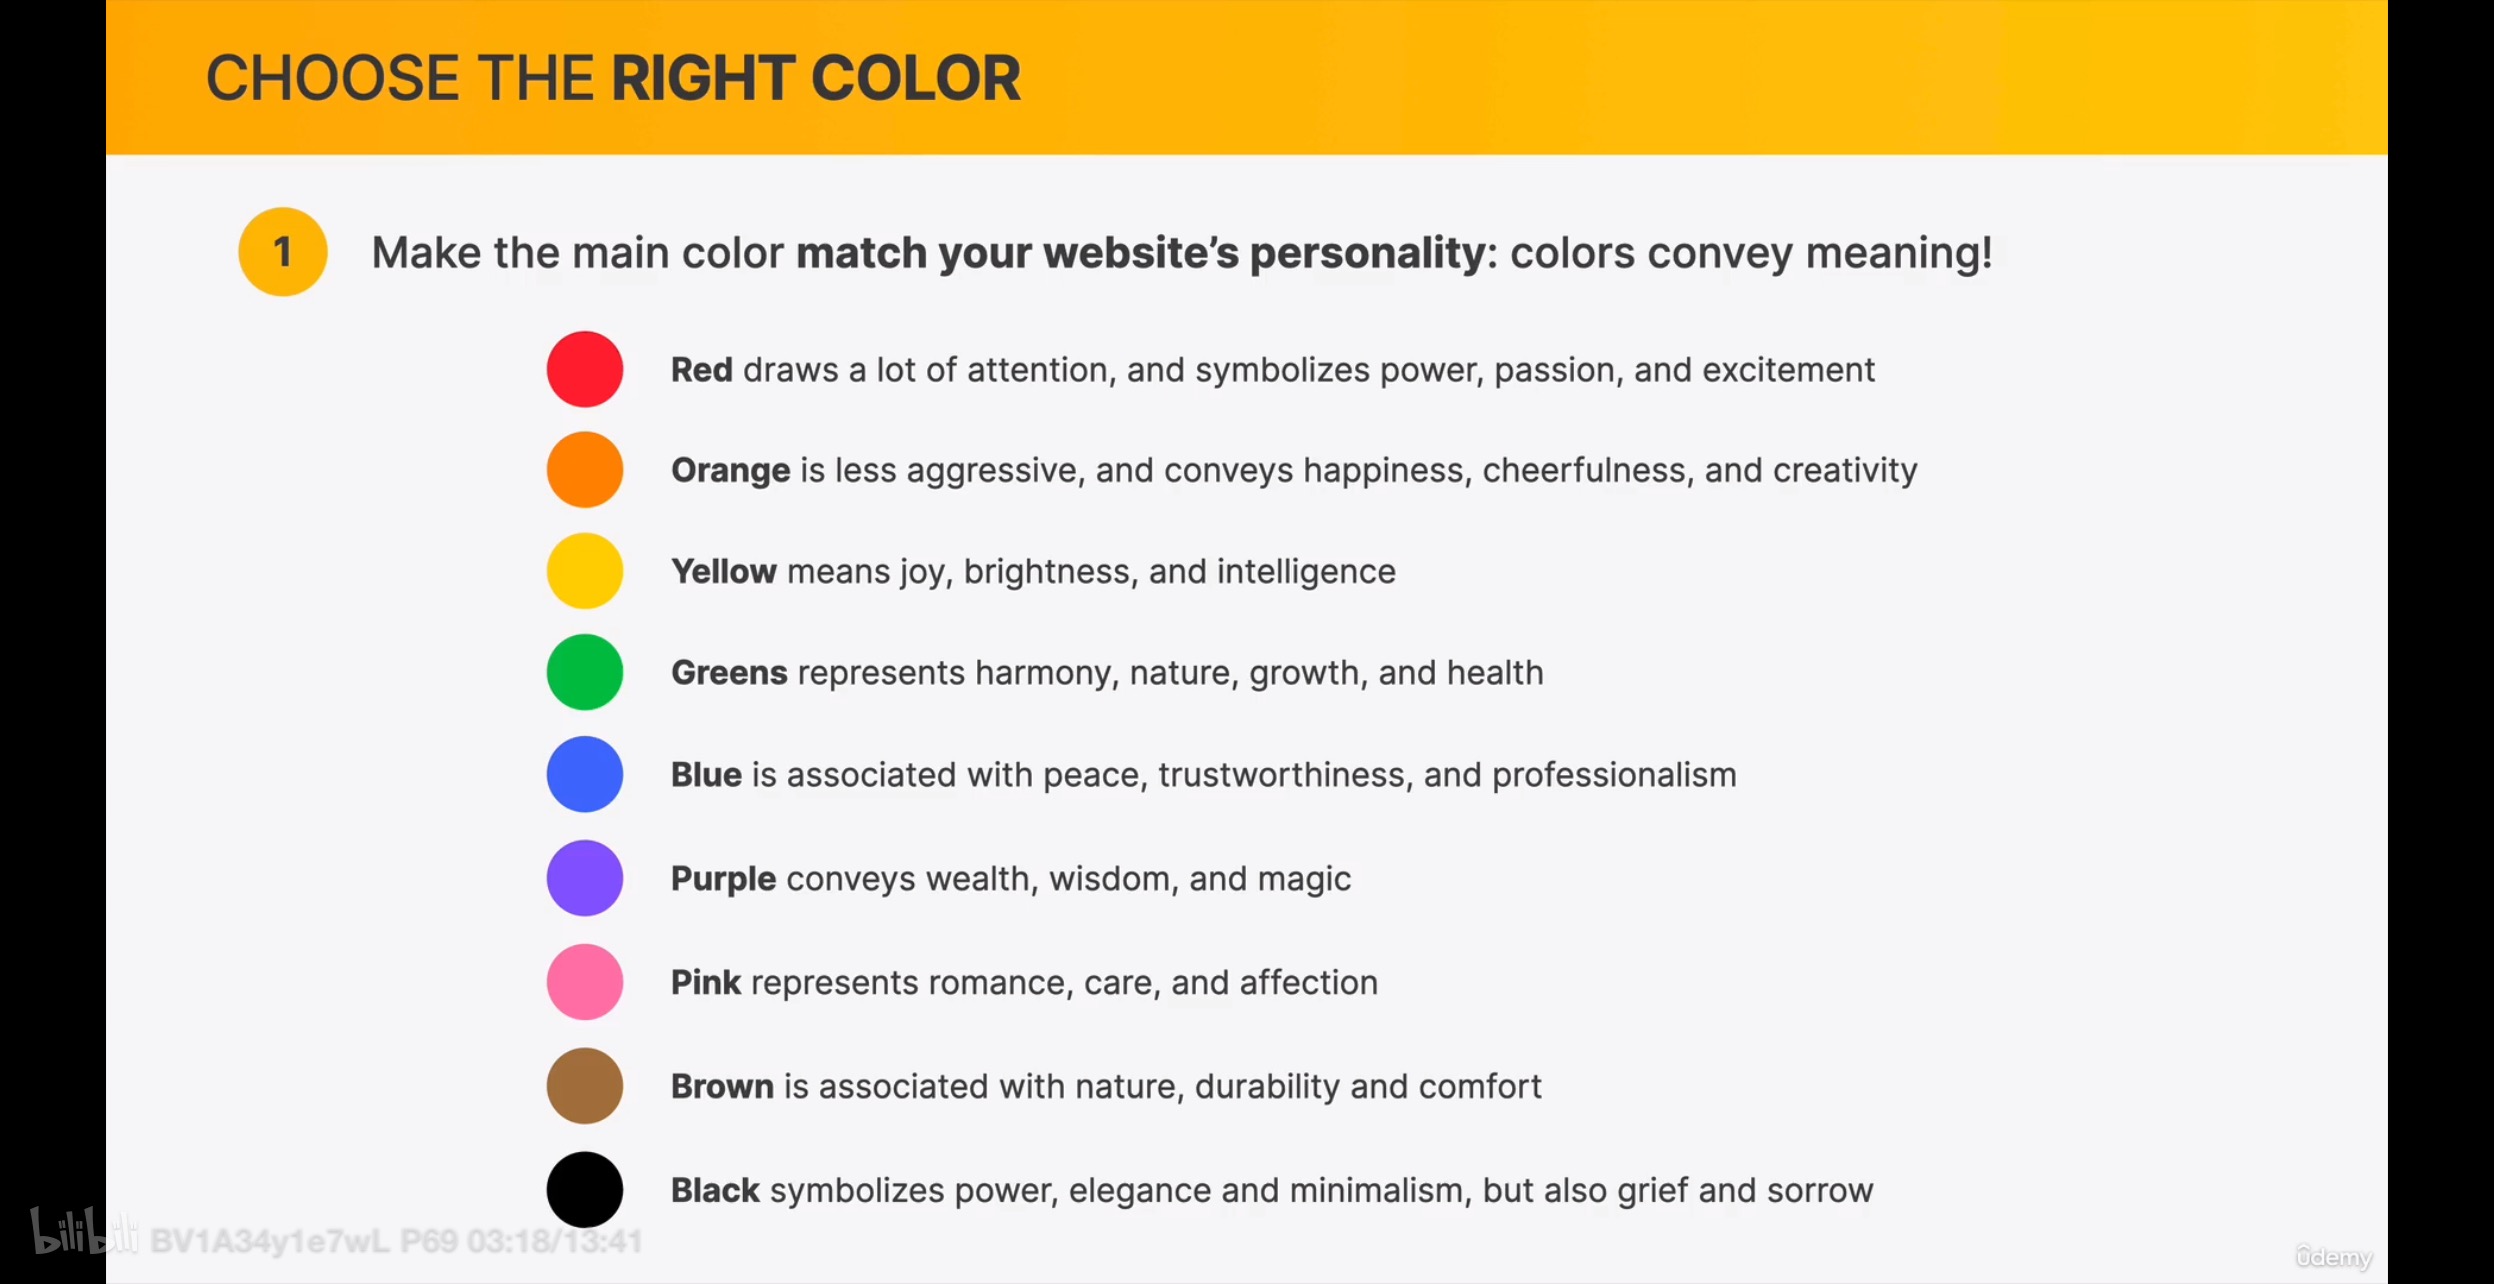 CHOOSE THE RIGHT COLOR
1 Make the main color match your website’s personality: colors convey meaning!
Red draws a lot of attention, and symbolizes power, passion, and excitement
Orange is less aggressive, and conveys happiness, cheerfulness, and creativity
Yellow means joy, brightness, and intelligence
Greens represents harmony, nature, growth, and health
Blue is associated with peace, trustworthiness, and professionalism
Purple conveys wealth, wisdom, and magic
Pink represents romance, care, and affection
Brown is associated with nature, durability and comfort
Black symbolizes power, elegance and minimalism, but also grief and sorrow
bilibili BV1A34y1e7wL P69 03:18/13:41
ûdemy